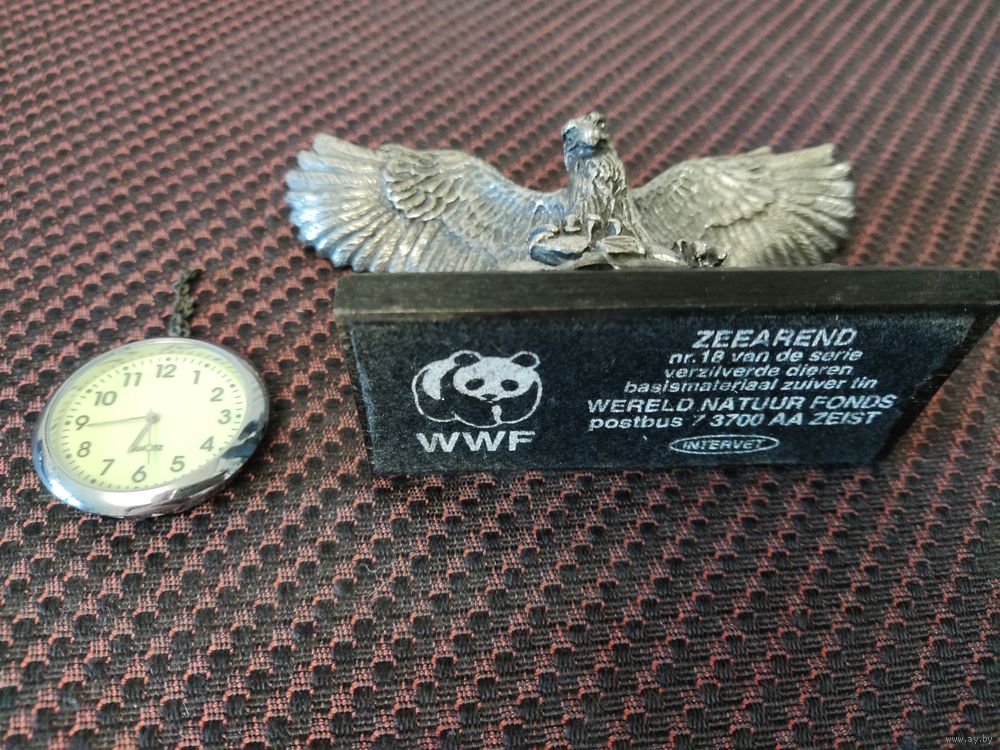 12
11
1
10
2
9
3
8
4
7
5
6
WWF
ZEEAREND
nr.18 van de serie
verzilverde dieren
basismateriaal zuiver tin
WERELD NATUUR FONDS
postbus 7 3700 AA ZEIST
INTERVET
www.ay.by